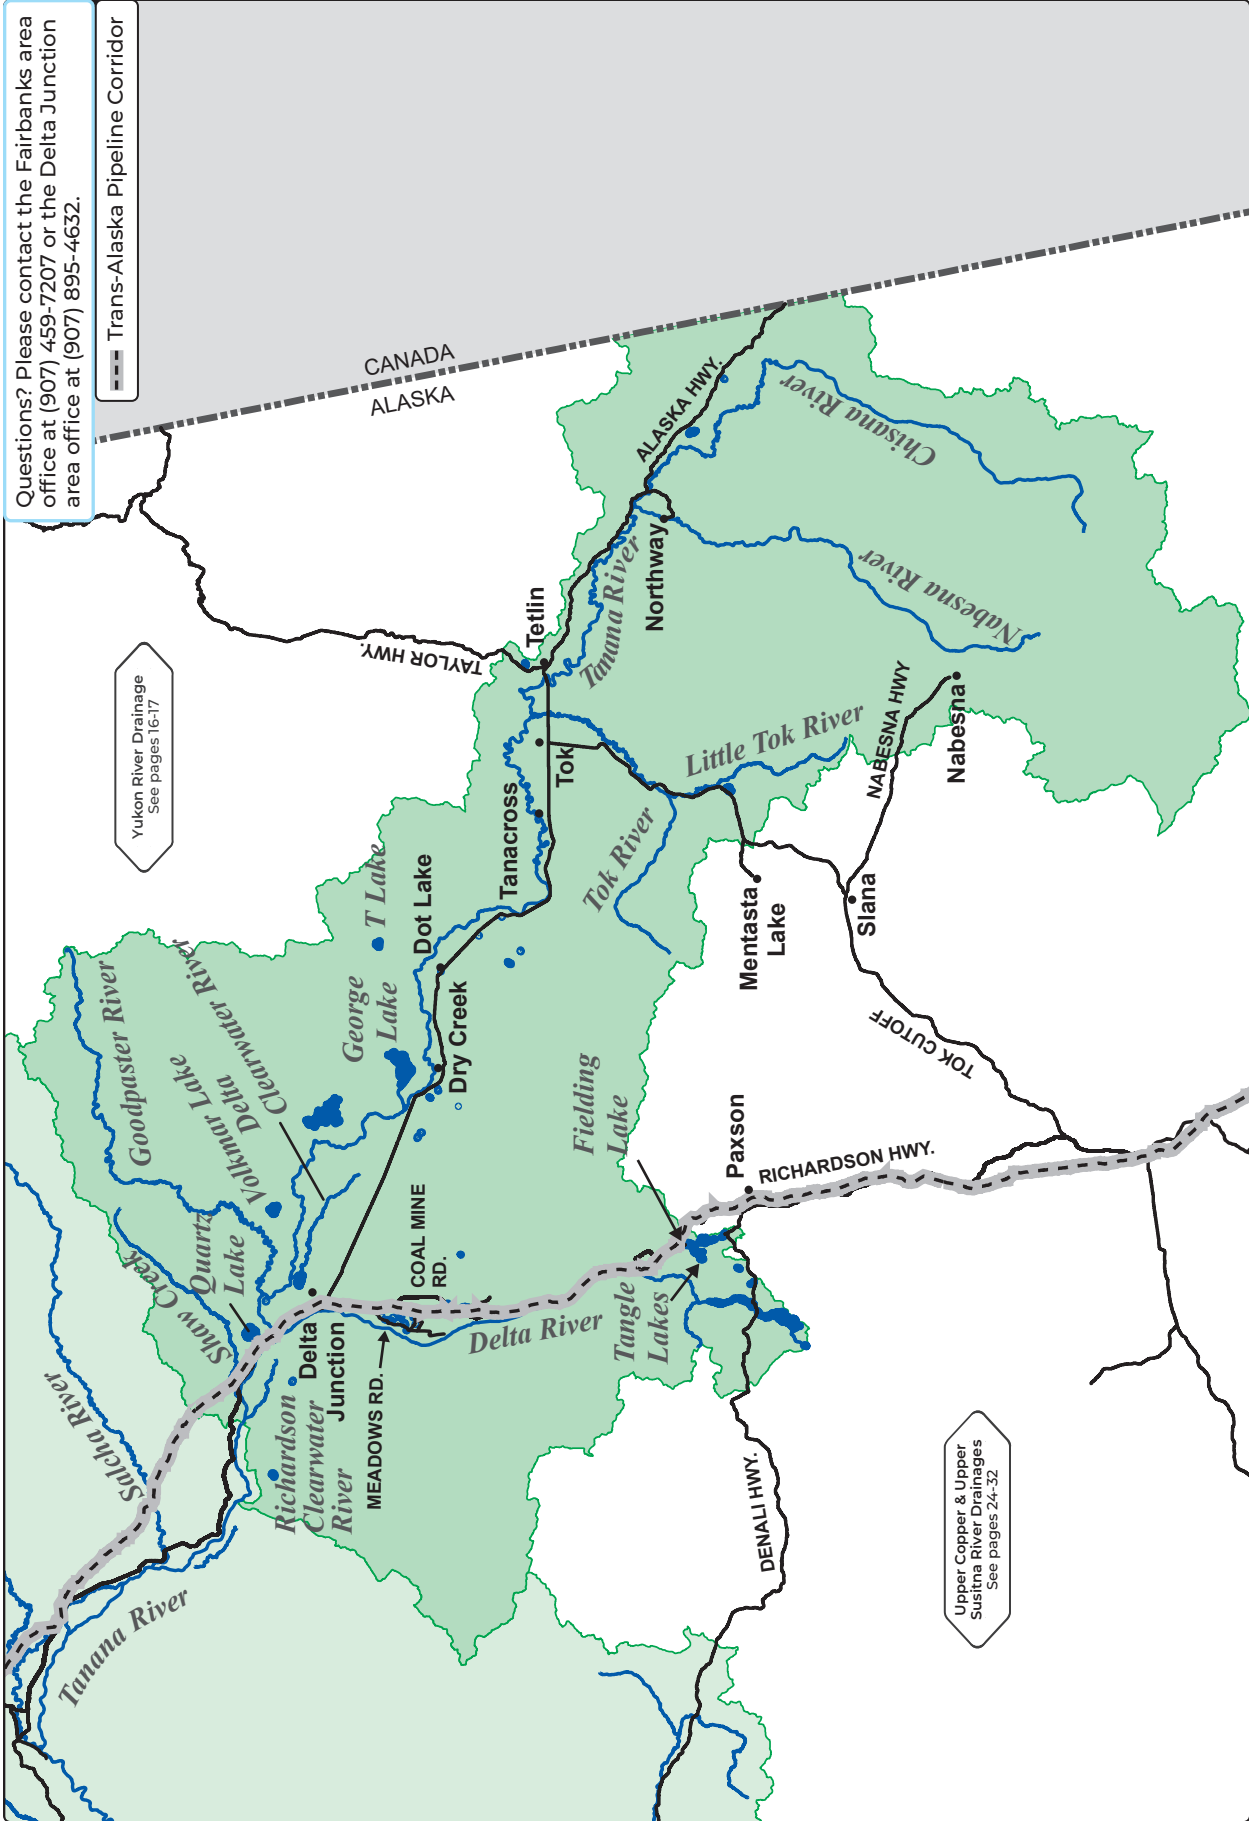 Questions? Please contact the Fairbanks area
office at (907) 459-7207 or the Delta Junction
area office at (907) 895-4632.
Trans-Alaska Pipeline Corridor
CANADA
ALASKA
Yukon River Drainage
See pages 16-17
TAYLOR HWY.
ALASKA HWY.
Chisana River
Nabesna River
Northway
Tanana River
Tetlin
Tok
Tanacross
Little Tok River
Tok River
NABESNA HWY
Nabesna
Mentasta
Lake
Slana
TOK CUTOFF
Dot Lake
T Lake
George
Lake
Dry Creek
Goodpaster River
Volkmar Lake
Delta
Clearwater River
Quartz
Lake
Shaw Creek
Salcha River
Tanana River
Richardson
Clearwater
River
Delta
Junction
MEADOWS RD.
COAL MINE
RD.
Delta River
Fielding
Lake
Tangle
Lakes
Paxson
RICHARDSON HWY.
DENALI HWY.
Upper Copper & Upper
Susitna River Drainages
See pages 24-32